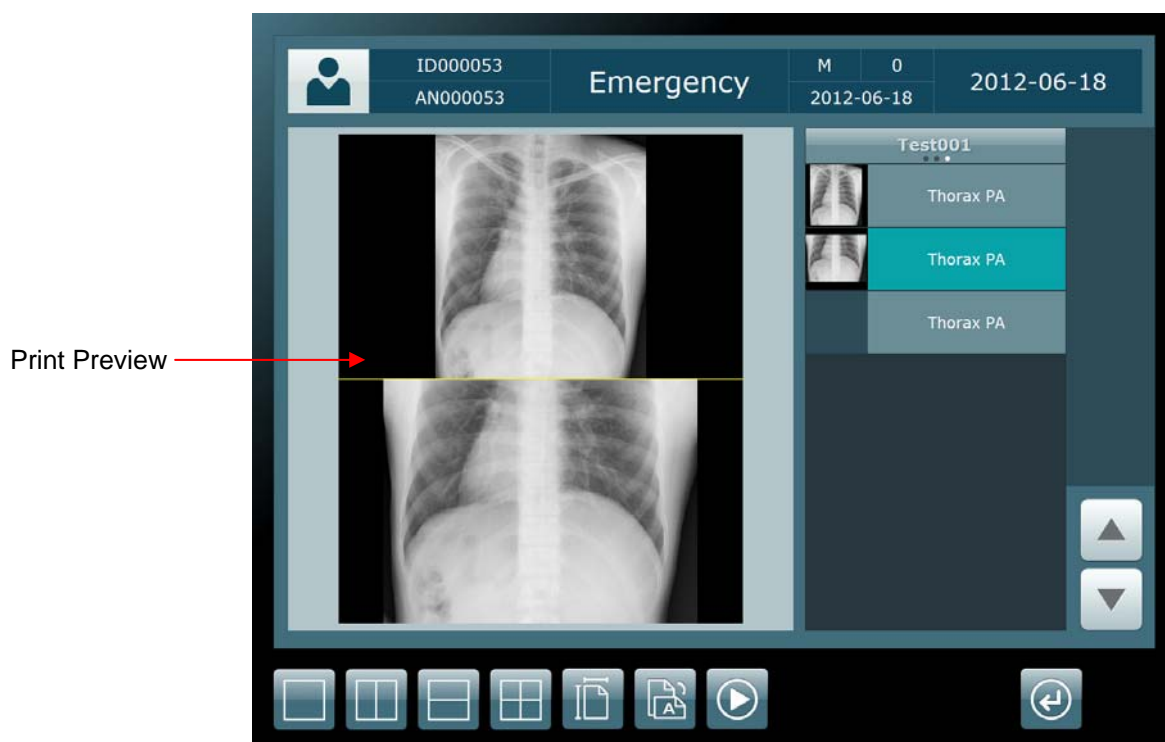 ID000053
AN000053
Emergency
M 0
2012-06-18
2012-06-18
Test001
Thorax PA
Thorax PA
Thorax PA
Print Preview
A